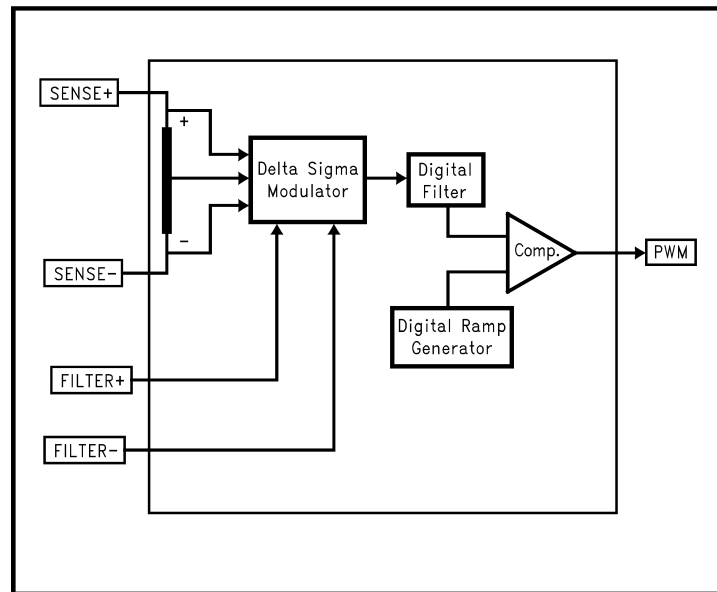 SENSE+
+
Delta Sigma
Modulator
Digital
Filter
-
Comp.
PWM
SENSE-
Digital Ramp
Generator
FILTER+
FILTER-